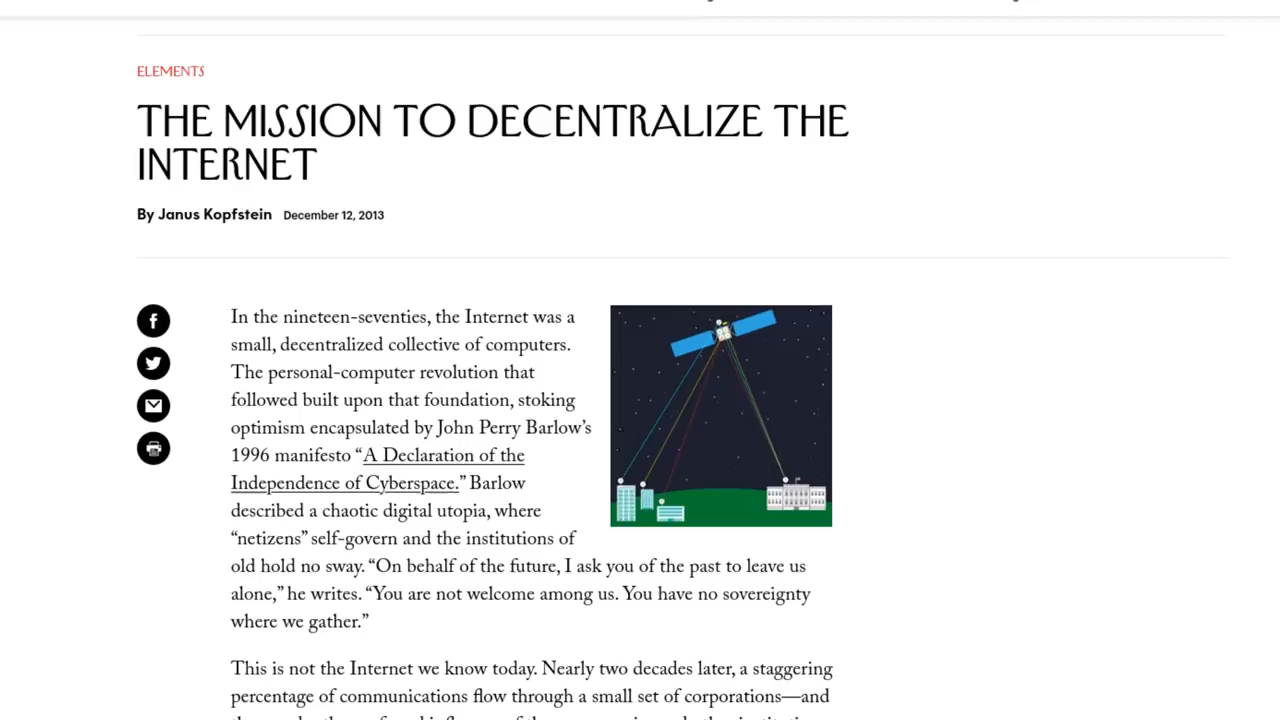 ELEMENTS
THE MISSION TO DECENTRALIZE THE
INTERNET
By Janus Kopfstein December 12, 2013
In the nineteen-seventies, the Internet was a
small, decentralized collective of computers.
The personal-computer revolution that
followed built upon that foundation, stoking
optimism encapsulated by John Perry Barlow’s
1996 manifesto “A Declaration of the
Independence of Cyberspace.” Barlow
described a chaotic digital utopia, where
“netizens” self-govern and the institutions of
old hold no sway. “On behalf of the future, I ask you of the past to leave us
alone,” he writes. “You are not welcome among us. You have no sovereignty
where we gather.”
This is not the Internet we know today. Nearly two decades later, a staggering
percentage of communications flow through a small set of corporations—and